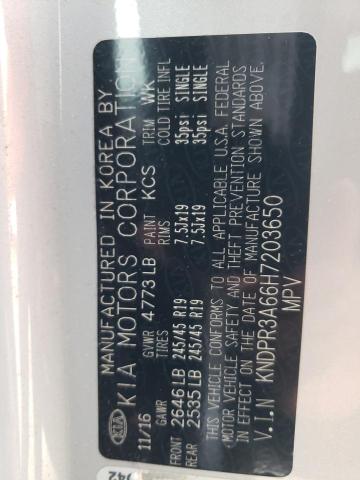 MANUFACTURED IN KOREA BY
KIA MOTORS CORPORATION
KIA
11/16 GVWR 4773LB PAINT KCS TRIM WK
GAWR TIRES RIMS COLD TIRE INFL
FRONT 2646LB 245/45 R19 7.5Jx19 35psi SINGLE
REAR 2535LB 245/45 R19 7.5Jx19 35psi SINGLE
THIS VEHICLE CONFORMS TO ALL APPLICABLE U.S.A. FEDERAL
MOTOR VEHICLE SAFETY AND THEFT PREVENTION STANDARDS
IN EFFECT ON THE DATE OF MANUFACTURE SHOWN ABOVE.
V.I.N KNDPR3A66H7203650
MPV
042